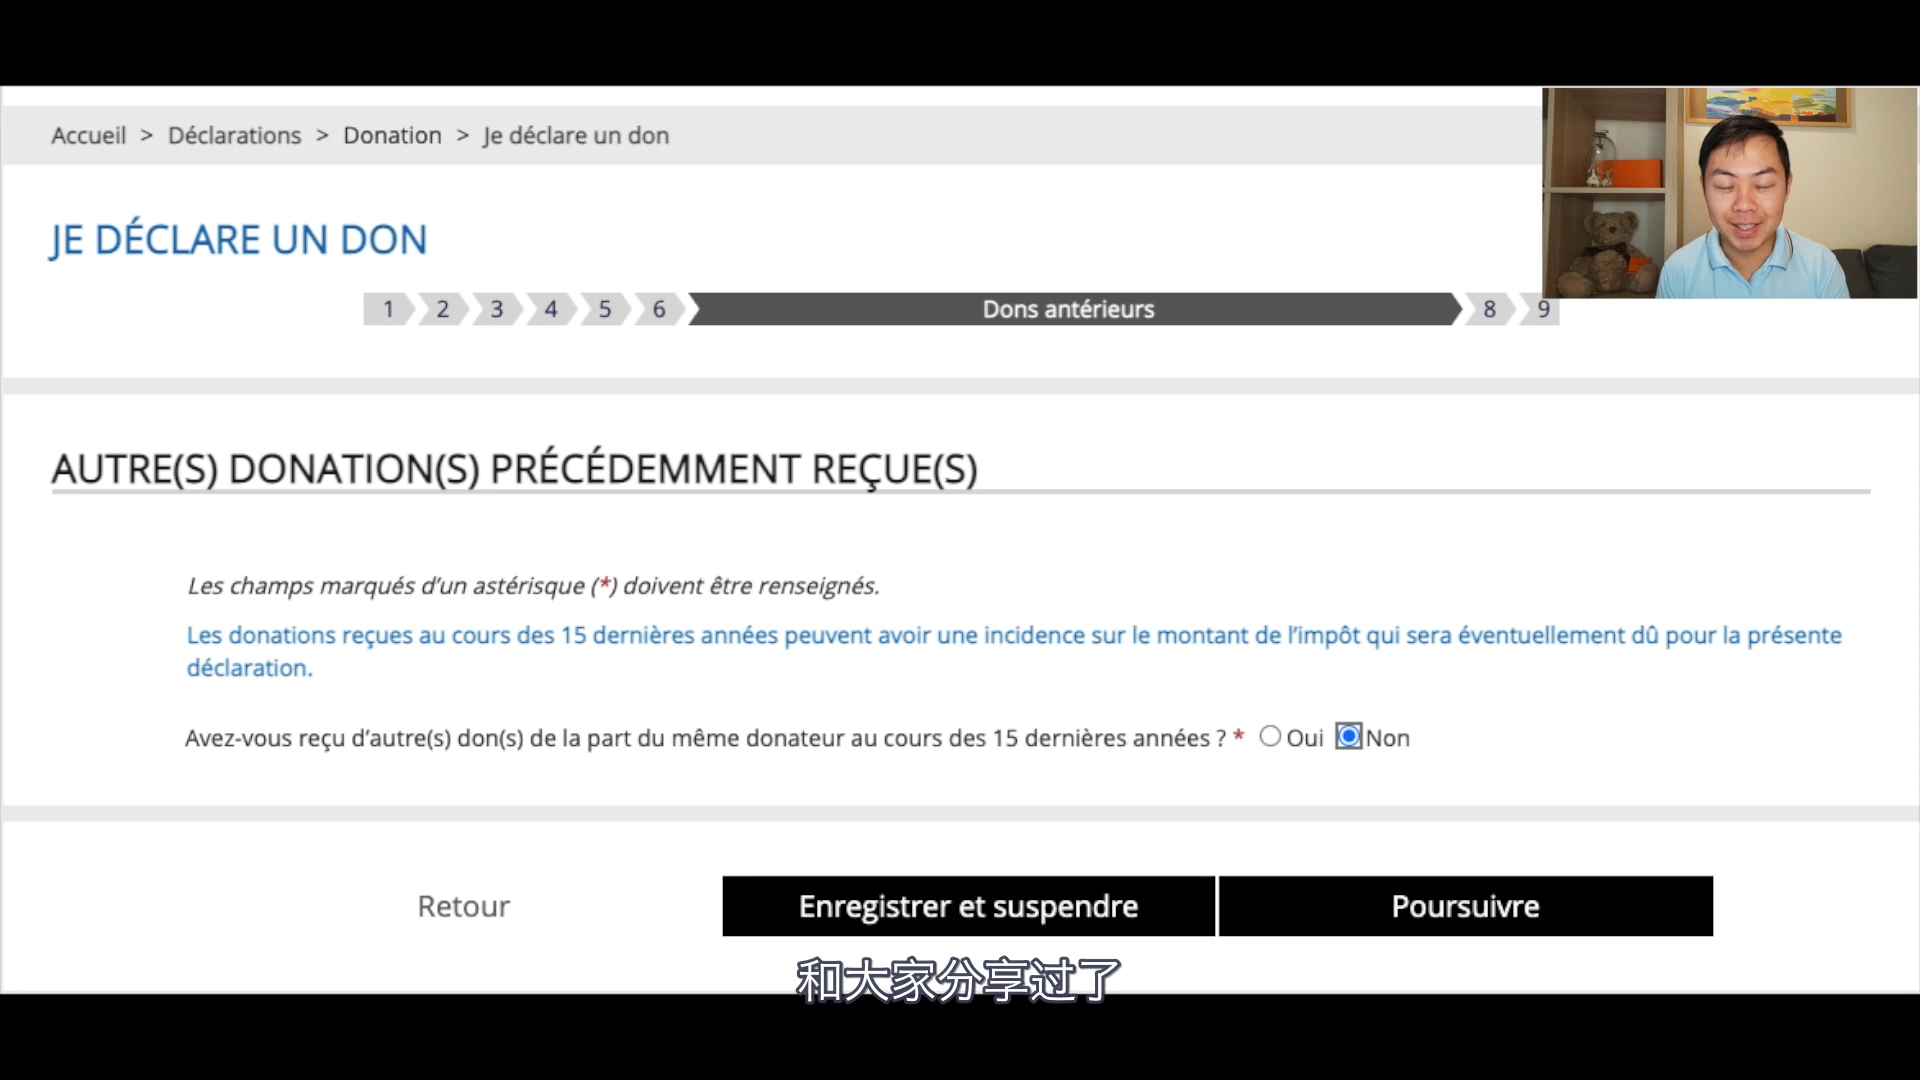 Accueil > Déclarations > Donation > Je déclare un don
JE DÉCLARE UN DON
1 2 3 4 5 6 Dons antérieurs 8 9
AUTRE(S) DONATION(S) PRÉCÉDEMMENT REÇUE(S)
Les champs marqués d'un astérisque (*) doivent être renseignés.
Les donations reçues au cours des 15 dernières années peuvent avoir une incidence sur le montant de l'impôt qui sera éventuellement dû pour la présente
déclaration.
Avez-vous reçu d'autre(s) don(s) de la part du même donateur au cours des 15 dernières années ? * Oui Non
Retour Enregistrer et suspendre Poursuivre
和大家分享过了